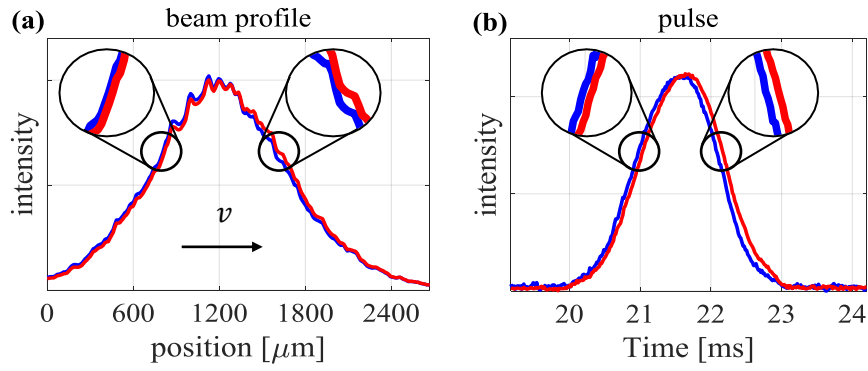 (a) beam profile
intensity
v
0 600 1200 1800 2400
position [μm]
(b) pulse
intensity
20 21 22 23 24
Time [ms]